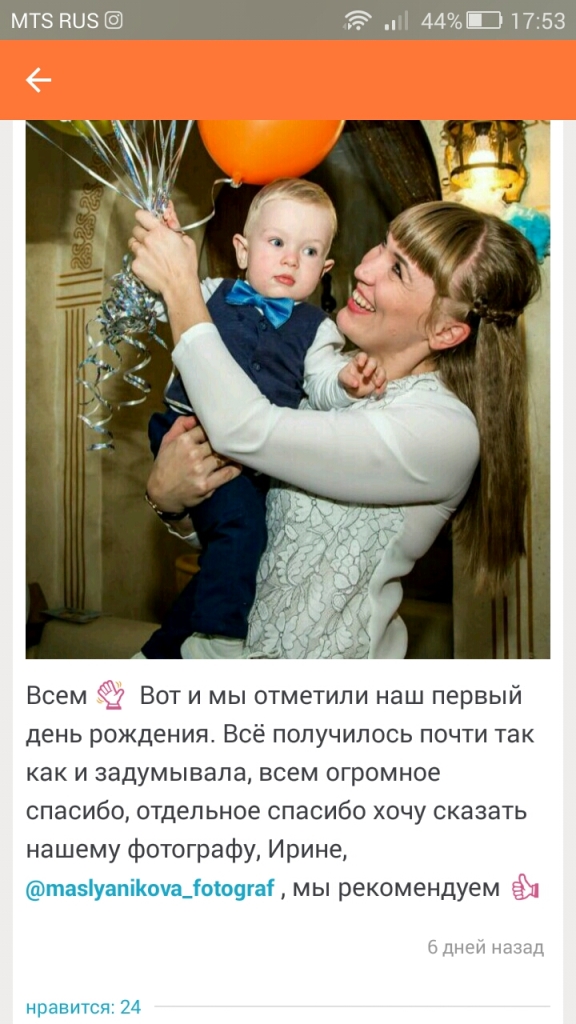 MTS RUS 44% 17:53
Всем 👋 Вот и мы отметили наш первый
день рождения. Всё получилось почти так
как и задумывала, всем огромное
спасибо, отдельное спасибо хочу сказать
нашему фотографу, Ирине,
@maslyanikova_fotograf , мы рекомендуем 👍
6 дней назад
нравится: 24